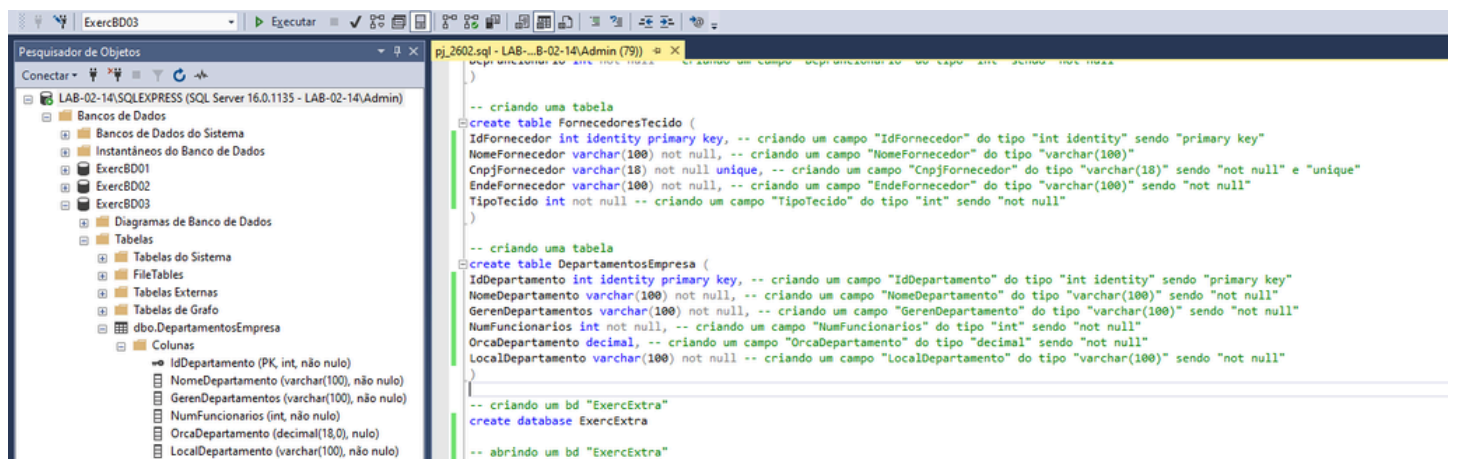 ExercBD03
Executar
Pesquisador de Objetos
Conectar
LAB-02-14\SQLEXPRESS (SQL Server 16.0.1135 - LAB-02-14\Admin)
Bancos de Dados
Bancos de Dados do Sistema
Instantâneos do Banco de Dados
ExercBD01
ExercBD02
ExercBD03
Diagramas de Banco de Dados
Tabelas
Tabelas do Sistema
FileTables
Tabelas Externas
Tabelas de Grafo
dbo.DepartamentosEmpresa
Colunas
IdDepartamento (PK, int, não nulo)
NomeDepartamento (varchar(100), não nulo)
GerenDepartamentos (varchar(100), não nulo)
NumFuncionarios (int, não nulo)
OrcaDepartamento (decimal(18,0), nulo)
LocalDepartamento (varchar(100), não nulo)
pj_2602.sql - LAB-...B-02-14\Admin (79))
DepFuncionario int not null -- criando um campo "DepFuncionario" do tipo "int" sendo "not null"
)
-- criando uma tabela
create table FornecedoresTecido (
IdFornecedor int identity primary key, -- criando um campo "IdFornecedor" do tipo "int identity" sendo "primary key"
NomeFornecedor varchar(100) not null, -- criando um campo "NomeFornecedor" do tipo "varchar(100)"
CnpjFornecedor varchar(18) not null unique, -- criando um campo "CnpjFornecedor" do tipo "varchar(18)" sendo "not null" e "unique"
EndeFornecedor varchar(100) not null, -- criando um campo "EndeFornecedor" do tipo "varchar(100)" sendo "not null"
TipoTecido int not null -- criando um campo "TipoTecido" do tipo "int" sendo "not null"
)
-- criando uma tabela
create table DepartamentosEmpresa (
IdDepartamento int identity primary key, -- criando um campo "IdDepartamento" do tipo "int identity" sendo "primary key"
NomeDepartamento varchar(100) not null, -- criando um campo "NomeDepartamento" do tipo "varchar(100)" sendo "not null"
GerenDepartamentos varchar(100) not null, -- criando um campo "GerenDepartamento" do tipo "varchar(100)" sendo "not null"
NumFuncionarios int not null, -- criando um campo "NumFuncionarios" do tipo "int" sendo "not null"
OrcaDepartamento decimal, -- criando um campo "OrcaDepartamento" do tipo "decimal" sendo "not null"
LocalDepartamento varchar(100) not null -- criando um campo "LocalDepartamento" do tipo "varchar(100)" sendo "not null"
)
-- criando um bd "ExercExtra"
create database ExercExtra
-- abrindo um bd "ExercExtra"